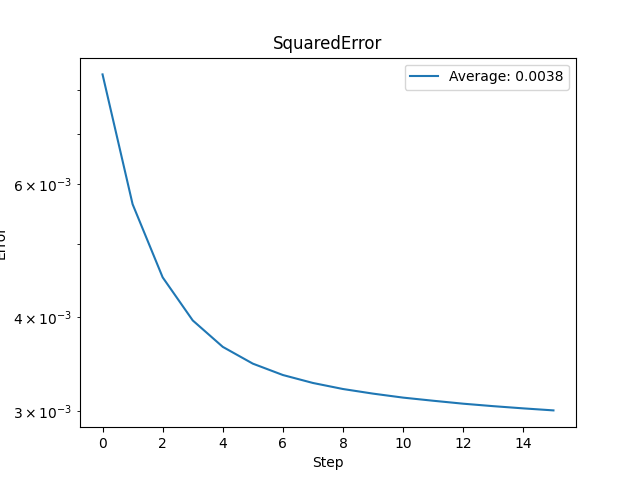 SquaredError
Average: 0.0038
6 × 10⁻³
4 × 10⁻³
3 × 10⁻³
Error
0 2 4 6 8 10 12 14
Step